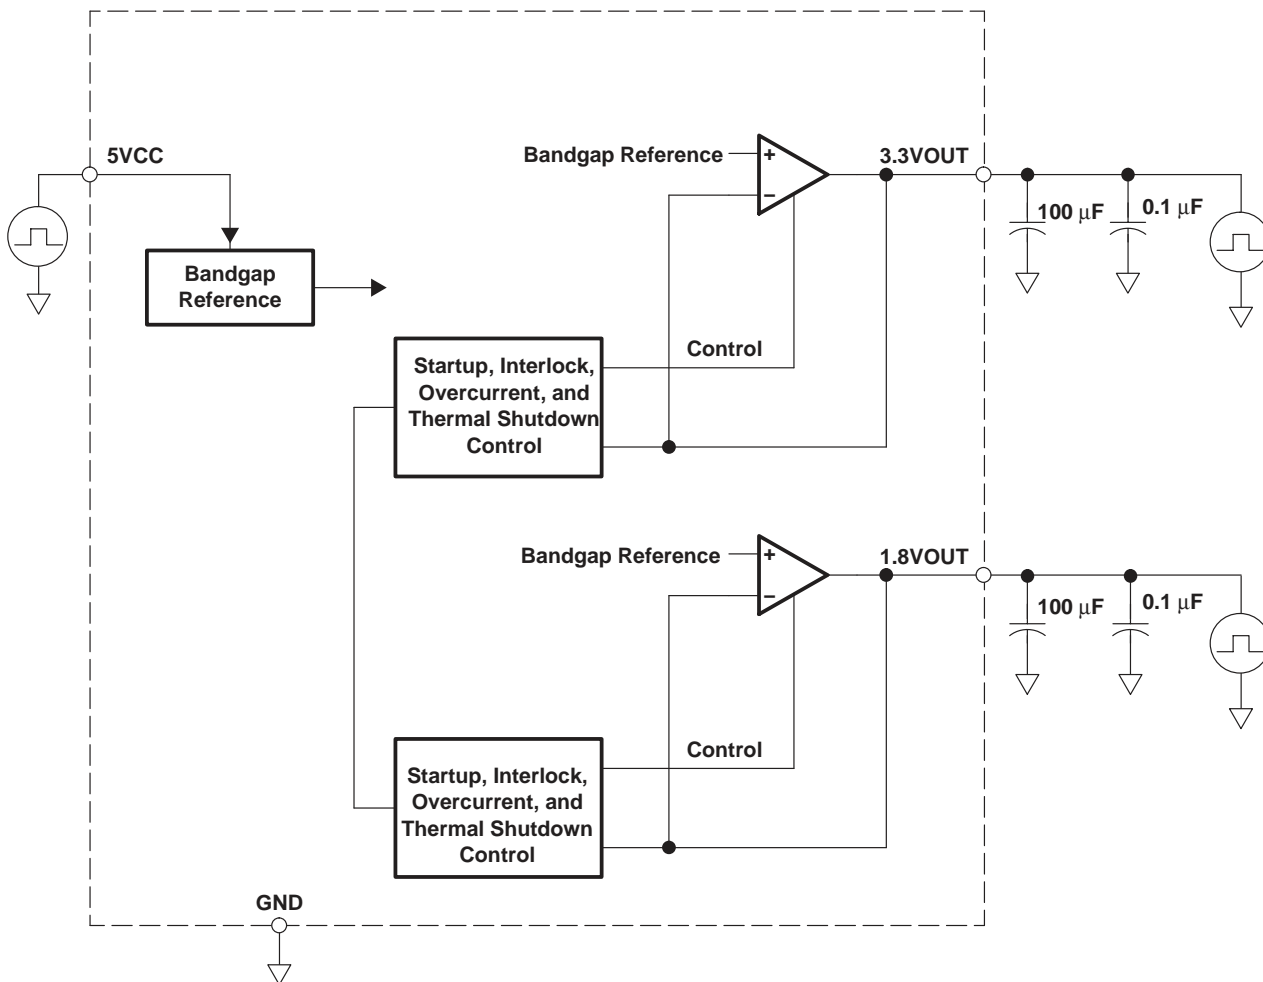 5VCC
Bandgap
Reference
Bandgap Reference
+
−
3.3VOUT
100 μF
0.1 μF
Control
Startup, Interlock,
Overcurrent, and
Thermal Shutdown
Control
Bandgap Reference
+
−
1.8VOUT
100 μF
0.1 μF
Control
Startup, Interlock,
Overcurrent, and
Thermal Shutdown
Control
GND